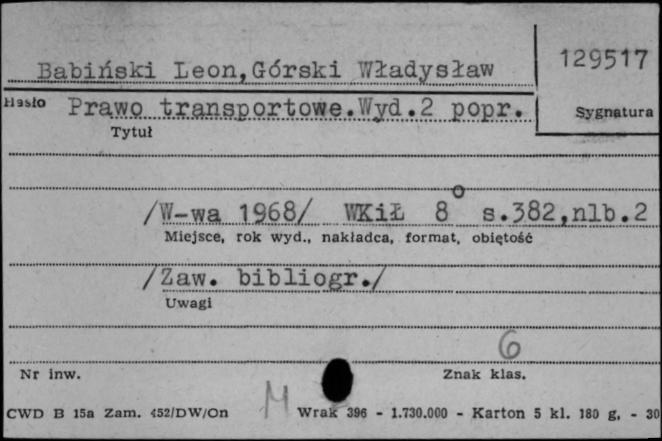 Babiński Leon,Górski Władysław
129517
Hasło Prawo transportowe.Wyd.2 popr.
Sygnatura
Tytuł
/W-wa 1968/ WKiŁ 8° s.382,nlb.2
Miejsce, rok wyd., nakładca, format, objętość
/Zaw. bibliogr./
Uwagi
6
Nr inw.
Znak klas.
M
CWD B 15a Zam. 452/DW/On Wrak 396 - 1.730.000 - Karton 5 kl. 180 g. - 30